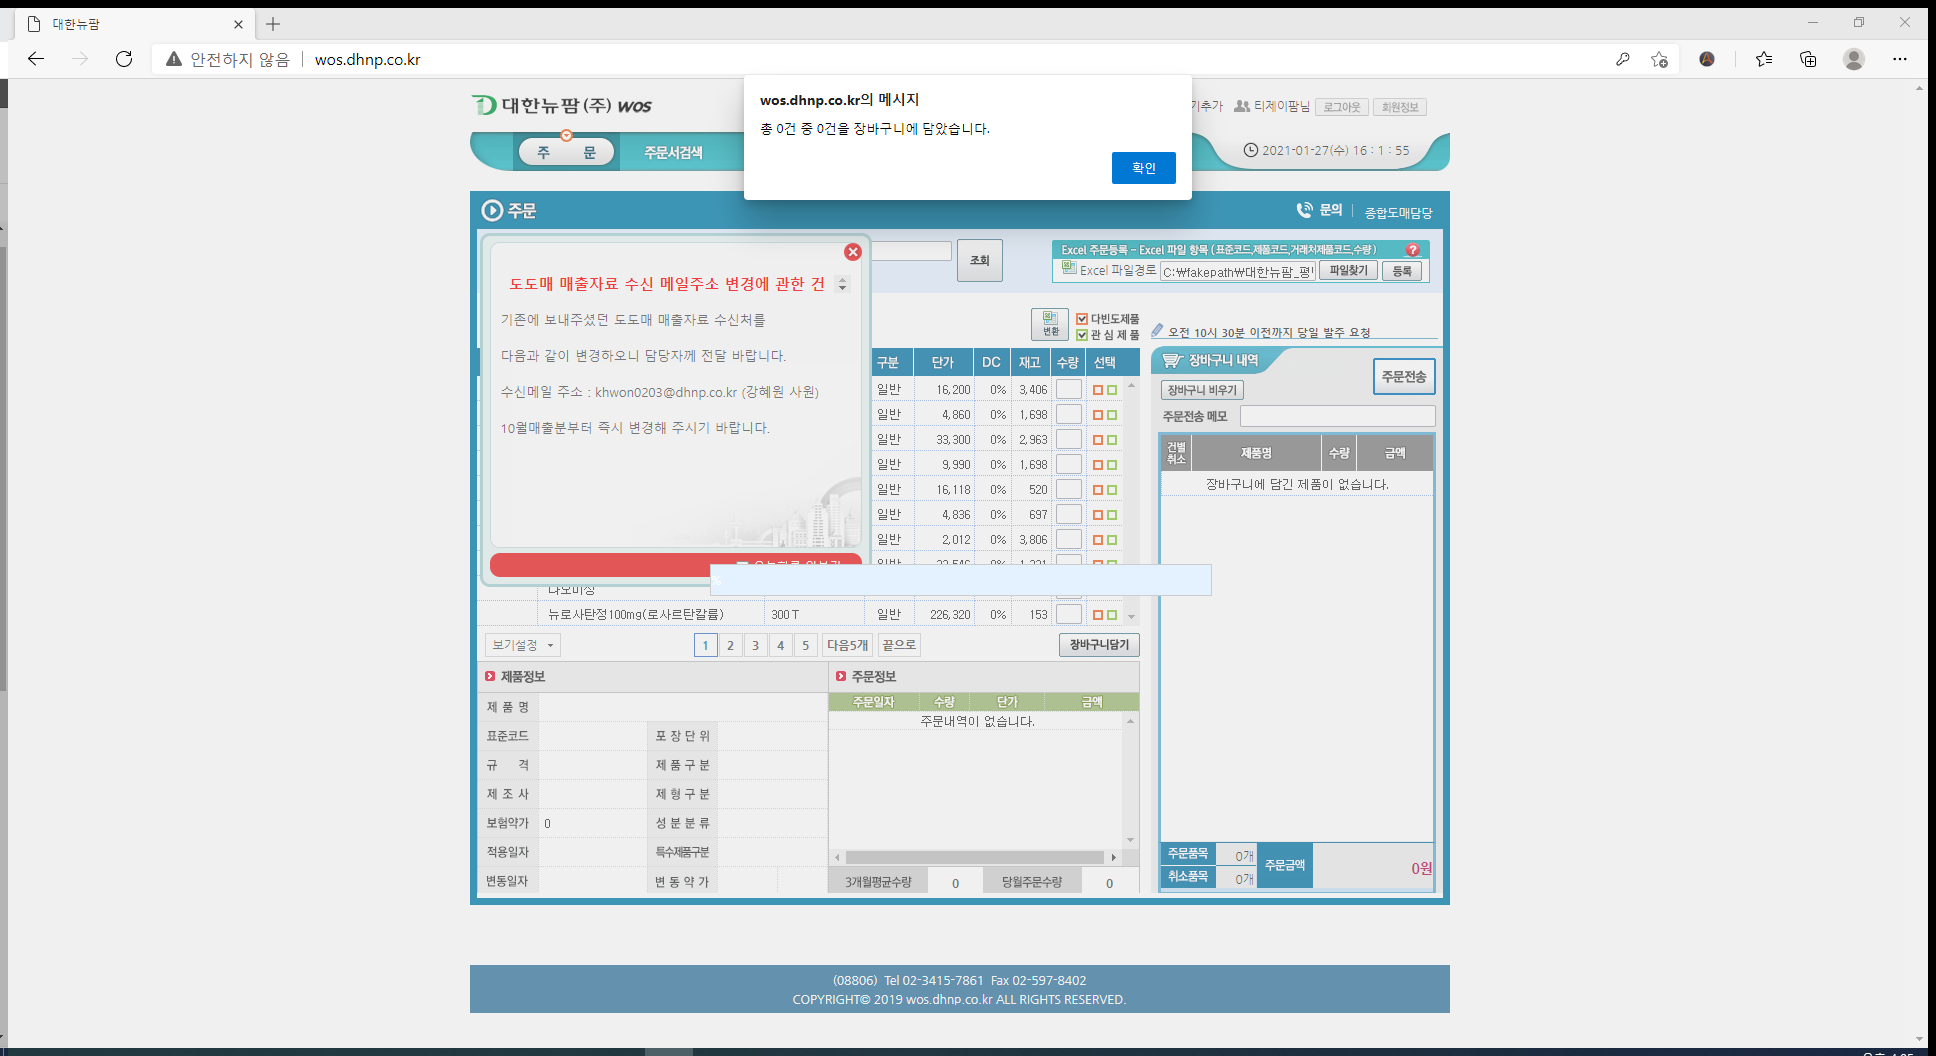 대한뉴팜
안전하지 않음
wos.dhnp.co.kr
대한뉴팜(주) wos
기추가
티제이팜님
로그아웃
회원정보
wos.dhnp.co.kr의 메시지
총 0건 중 0건을 장바구니에 담았습니다.
확인
주 문
주문서검색
2021-01-27(수) 16 : 1 : 55
주문
문의
종합도매담당
도도매 매출자료 수신 메일주소 변경에 관한 건
기존에 보내주셨던 도도매 매출자료 수신처를
다음과 같이 변경하오니 담당자께 전달 바랍니다.
수신메일 주소 : khwon0203@dhnp.co.kr (강혜원 사원)
10월매출분부터 즉시 변경해 주시기 바랍니다.
조회
Excel 주문등록 - Excel 파일 항목 (표준코드,제품코드,거래처제품코드,수량)
Excel 파일경로
C:₩fakepath₩대한뉴팜_평
파일찾기
등록
변환
다빈도제품
관 심 제 품
오전 10시 30분 이전까지 당일 발주 요청
구분 단가 DC 재고 수량 선택
일반 16,200 0% 3,406
일반 4,860 0% 1,698
일반 33,300 0% 2,963
일반 9,990 0% 1,698
일반 16,118 0% 520
일반 4,836 0% 697
일반 2,012 0% 3,806
%
뉴로사탄정100mg(로사르탄칼륨) 300T 일반 226,320 0% 153
보기설정
1 2 3 4 5 다음5개 끝으로
장바구니담기
장바구니 내역
주문전송
장바구니 비우기
주문전송 메모
건별취소 제품명 수량 금액
장바구니에 담긴 제품이 없습니다.
주문품목 0개
취소품목 0개
주문금액 0원
제품정보
제 품 명
표준코드 포 장 단 위
규 격 제 품 구 분
제 조 사 제 형 구 분
보험약가 0 성 분 분 류
적용일자 특수제품구분
변동일자 변 동 약 가
주문정보
주문일자 수량 단가 금액
주문내역이 없습니다.
3개월평균수량 0 당월주문수량 0
(08806) Tel 02-3415-7861 Fax 02-597-8402
COPYRIGHT© 2019 wos.dhnp.co.kr ALL RIGHTS RESERVED.